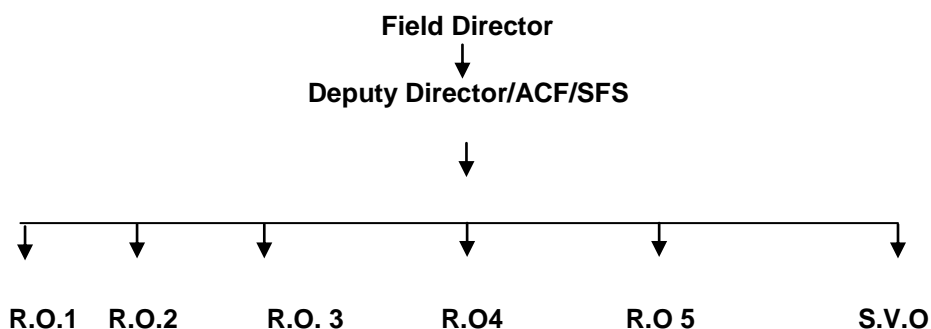 Field Director
Deputy Director/ACF/SFS
R.O.1 R.O.2 R.O. 3 R.O4 R.O 5 S.V.O